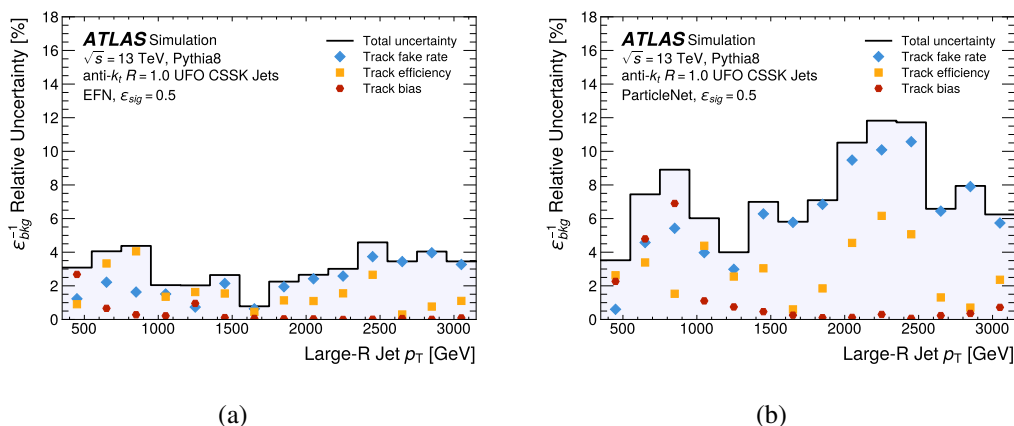 ε⁻¹bkg Relative Uncertainty [%]
18
16
14
12
10
8
6
4
2
0
ATLAS Simulation
√s = 13 TeV, Pythia8
anti-kt R = 1.0 UFO CSSK Jets
EFN, εsig = 0.5
Total uncertainty
Track fake rate
Track efficiency
Track bias
500 1000 1500 2000 2500 3000
Large-R Jet pT [GeV]
(a)
ε⁻¹bkg Relative Uncertainty [%]
18
16
14
12
10
8
6
4
2
0
ATLAS Simulation
√s = 13 TeV, Pythia8
anti-kt R = 1.0 UFO CSSK Jets
ParticleNet, εsig = 0.5
Total uncertainty
Track fake rate
Track efficiency
Track bias
500 1000 1500 2000 2500 3000
Large-R Jet pT [GeV]
(b)